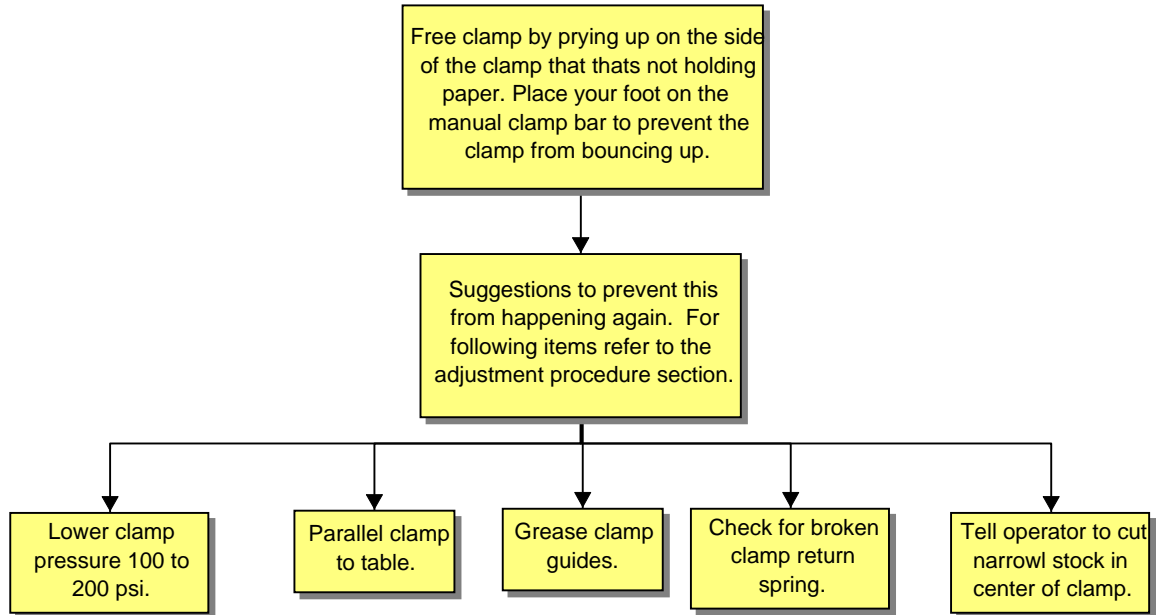 Free clamp by prying up on the side
of the clamp that thats not holding
paper. Place your foot on the
manual clamp bar to prevent the
clamp from bouncing up.
Suggestions to prevent this
from happening again. For
following items refer to the
adjustment procedure section.
Lower clamp
pressure 100 to
200 psi.
Parallel clamp
to table.
Grease clamp
guides.
Check for broken
clamp return
spring.
Tell operator to cut
narrowl stock in
center of clamp.